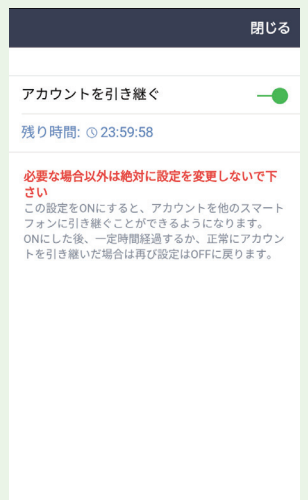 閉じる
アカウントを引き継ぐ
残り時間: 23:59:58
必要な場合以外は絶対に設定を変更しないで下
さい
この設定をONにすると、アカウントを他のスマート
フォンに引き継ぐことができるようになります。
ONにした後、一定時間経過するか、正常にアカウン
トを引き継いだ場合は再び設定はOFFに戻ります。